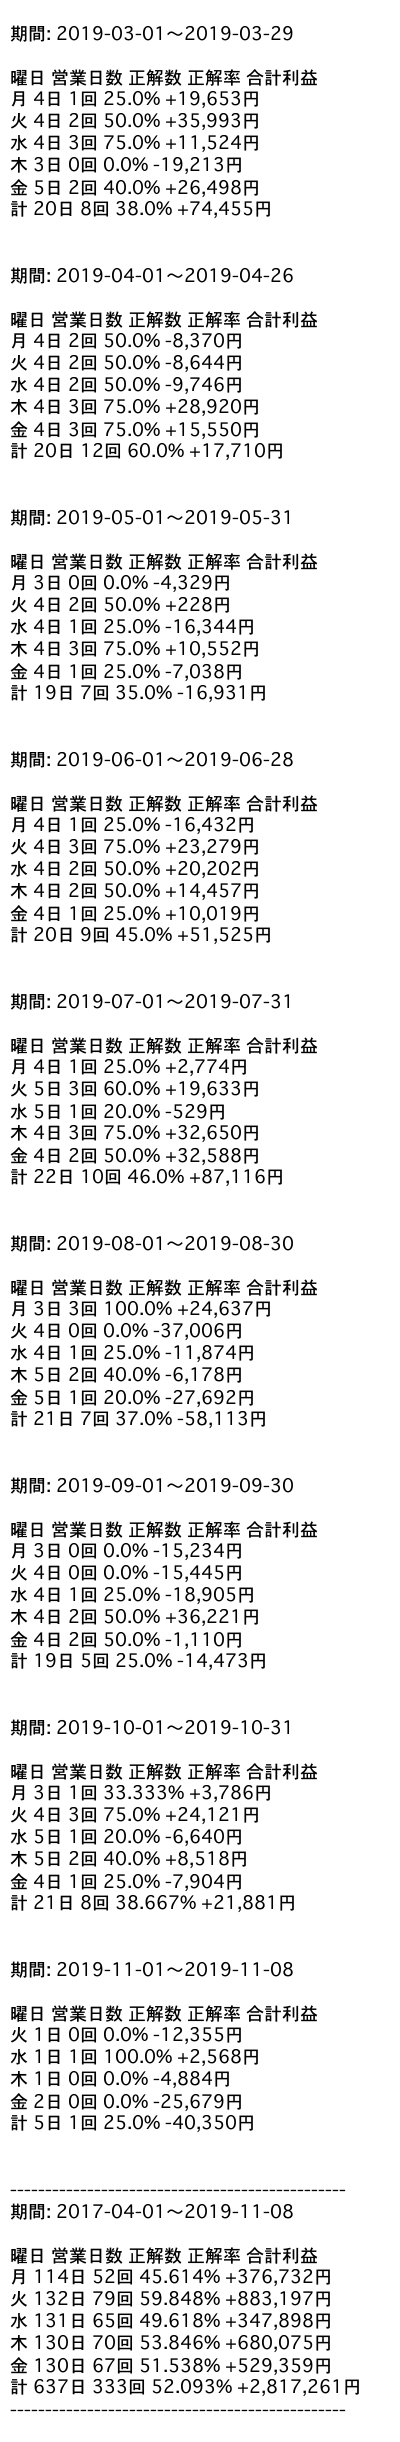 期間: 2019-03-01～2019-03-29
曜日 営業日数 正解数 正解率 合計利益
月 4日 1回 25.0% +19,653円
火 4日 2回 50.0% +35,993円
水 4日 3回 75.0% +11,524円
木 3日 0回 0.0% -19,213円
金 5日 2回 40.0% +26,498円
計 20日 8回 38.0% +74,455円
期間: 2019-04-01～2019-04-26
曜日 営業日数 正解数 正解率 合計利益
月 4日 2回 50.0% -8,370円
火 4日 2回 50.0% -8,644円
水 4日 2回 50.0% -9,746円
木 4日 3回 75.0% +28,920円
金 4日 3回 75.0% +15,550円
計 20日 12回 60.0% +17,710円
期間: 2019-05-01～2019-05-31
曜日 営業日数 正解数 正解率 合計利益
月 3日 0回 0.0% -4,329円
火 4日 2回 50.0% +228円
水 4日 1回 25.0% -16,344円
木 4日 3回 75.0% +10,552円
金 4日 1回 25.0% -7,038円
計 19日 7回 35.0% -16,931円
期間: 2019-06-01～2019-06-28
曜日 営業日数 正解数 正解率 合計利益
月 4日 1回 25.0% -16,432円
火 4日 3回 75.0% +23,279円
水 4日 2回 50.0% +20,202円
木 4日 2回 50.0% +14,457円
金 4日 1回 25.0% +10,019円
計 20日 9回 45.0% +51,525円
期間: 2019-07-01～2019-07-31
曜日 営業日数 正解数 正解率 合計利益
月 4日 1回 25.0% +2,774円
火 5日 3回 60.0% +19,633円
水 5日 1回 20.0% -529円
木 4日 3回 75.0% +32,650円
金 4日 2回 50.0% +32,588円
計 22日 10回 46.0% +87,116円
期間: 2019-08-01～2019-08-30
曜日 営業日数 正解数 正解率 合計利益
月 3日 3回 100.0% +24,637円
火 4日 0回 0.0% -37,006円
水 4日 1回 25.0% -11,874円
木 5日 2回 40.0% -6,178円
金 5日 1回 20.0% -27,692円
計 21日 7回 37.0% -58,113円
期間: 2019-09-01～2019-09-30
曜日 営業日数 正解数 正解率 合計利益
月 3日 0回 0.0% -15,234円
火 4日 0回 0.0% -15,445円
水 4日 1回 25.0% -18,905円
木 4日 2回 50.0% +36,221円
金 4日 2回 50.0% -1,110円
計 19日 5回 25.0% -14,473円
期間: 2019-10-01～2019-10-31
曜日 営業日数 正解数 正解率 合計利益
月 3日 1回 33.333% +3,786円
火 4日 3回 75.0% +24,121円
水 5日 1回 20.0% -6,640円
木 5日 2回 40.0% +8,518円
金 4日 1回 25.0% -7,904円
計 21日 8回 38.667% +21,881円
期間: 2019-11-01～2019-11-08
曜日 営業日数 正解数 正解率 合計利益
火 1日 0回 0.0% -12,355円
水 1日 1回 100.0% +2,568円
木 1日 0回 0.0% -4,884円
金 2日 0回 0.0% -25,679円
計 5日 1回 25.0% -40,350円
------------------------------------------------
期間: 2017-04-01～2019-11-08
曜日 営業日数 正解数 正解率 合計利益
月 114日 52回 45.614% +376,732円
火 132日 79回 59.848% +883,197円
水 131日 65回 49.618% +347,898円
木 130日 70回 53.846% +680,075円
金 130日 67回 51.538% +529,359円
計 637日 333回 52.093% +2,817,261円
------------------------------------------------